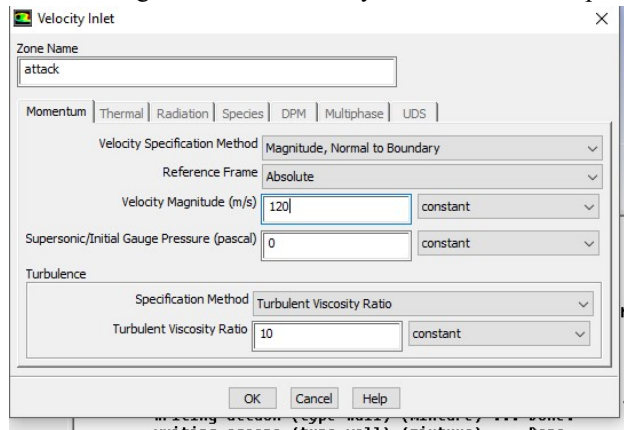 Velocity Inlet
Zone Name
attack
Momentum Thermal Radiation Species DPM Multiphase UDS
Velocity Specification Method Magnitude, Normal to Boundary
Reference Frame Absolute
Velocity Magnitude (m/s) 120 constant
Supersonic/Initial Gauge Pressure (pascal) 0 constant
Turbulence
Specification Method Turbulent Viscosity Ratio
Turbulent Viscosity Ratio 10 constant
OK Cancel Help